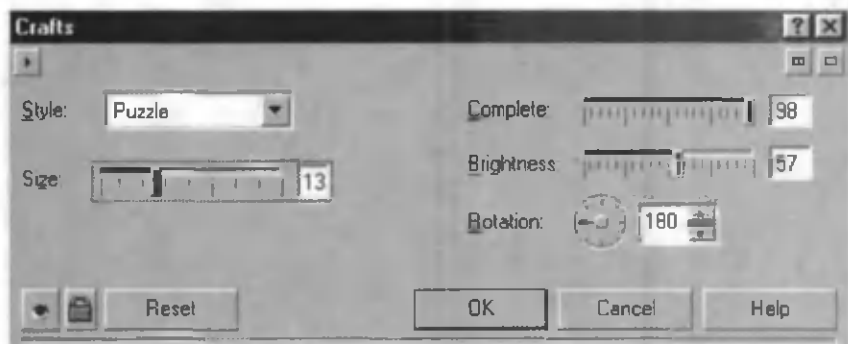 Crafts
Style: Puzzle
Size: 13
Complete: 98
Brightness: 57
Rotation: 180
Reset OK Cancel Help